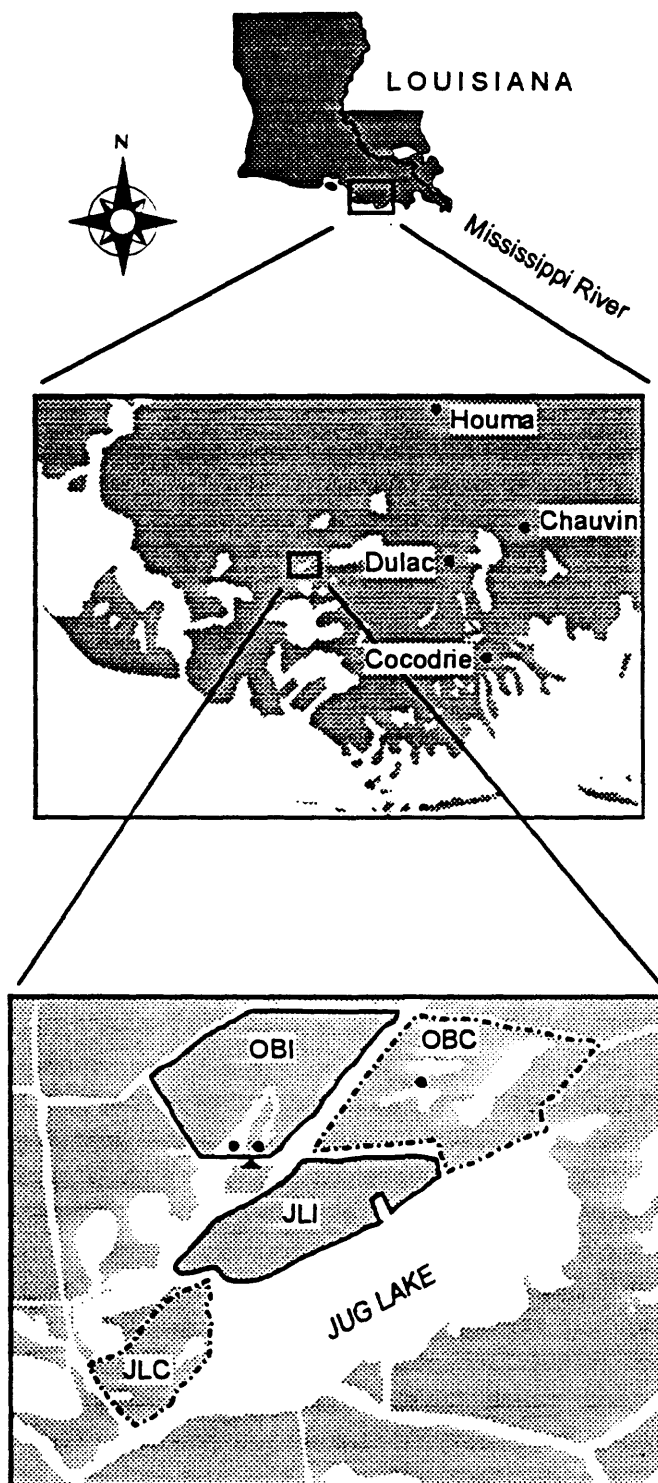 LOUISIANA
N
Mississippi River
Houma
Chauvin
Dulac
Cocodrie
OBI
OBC
JLI
JUG LAKE
JLC